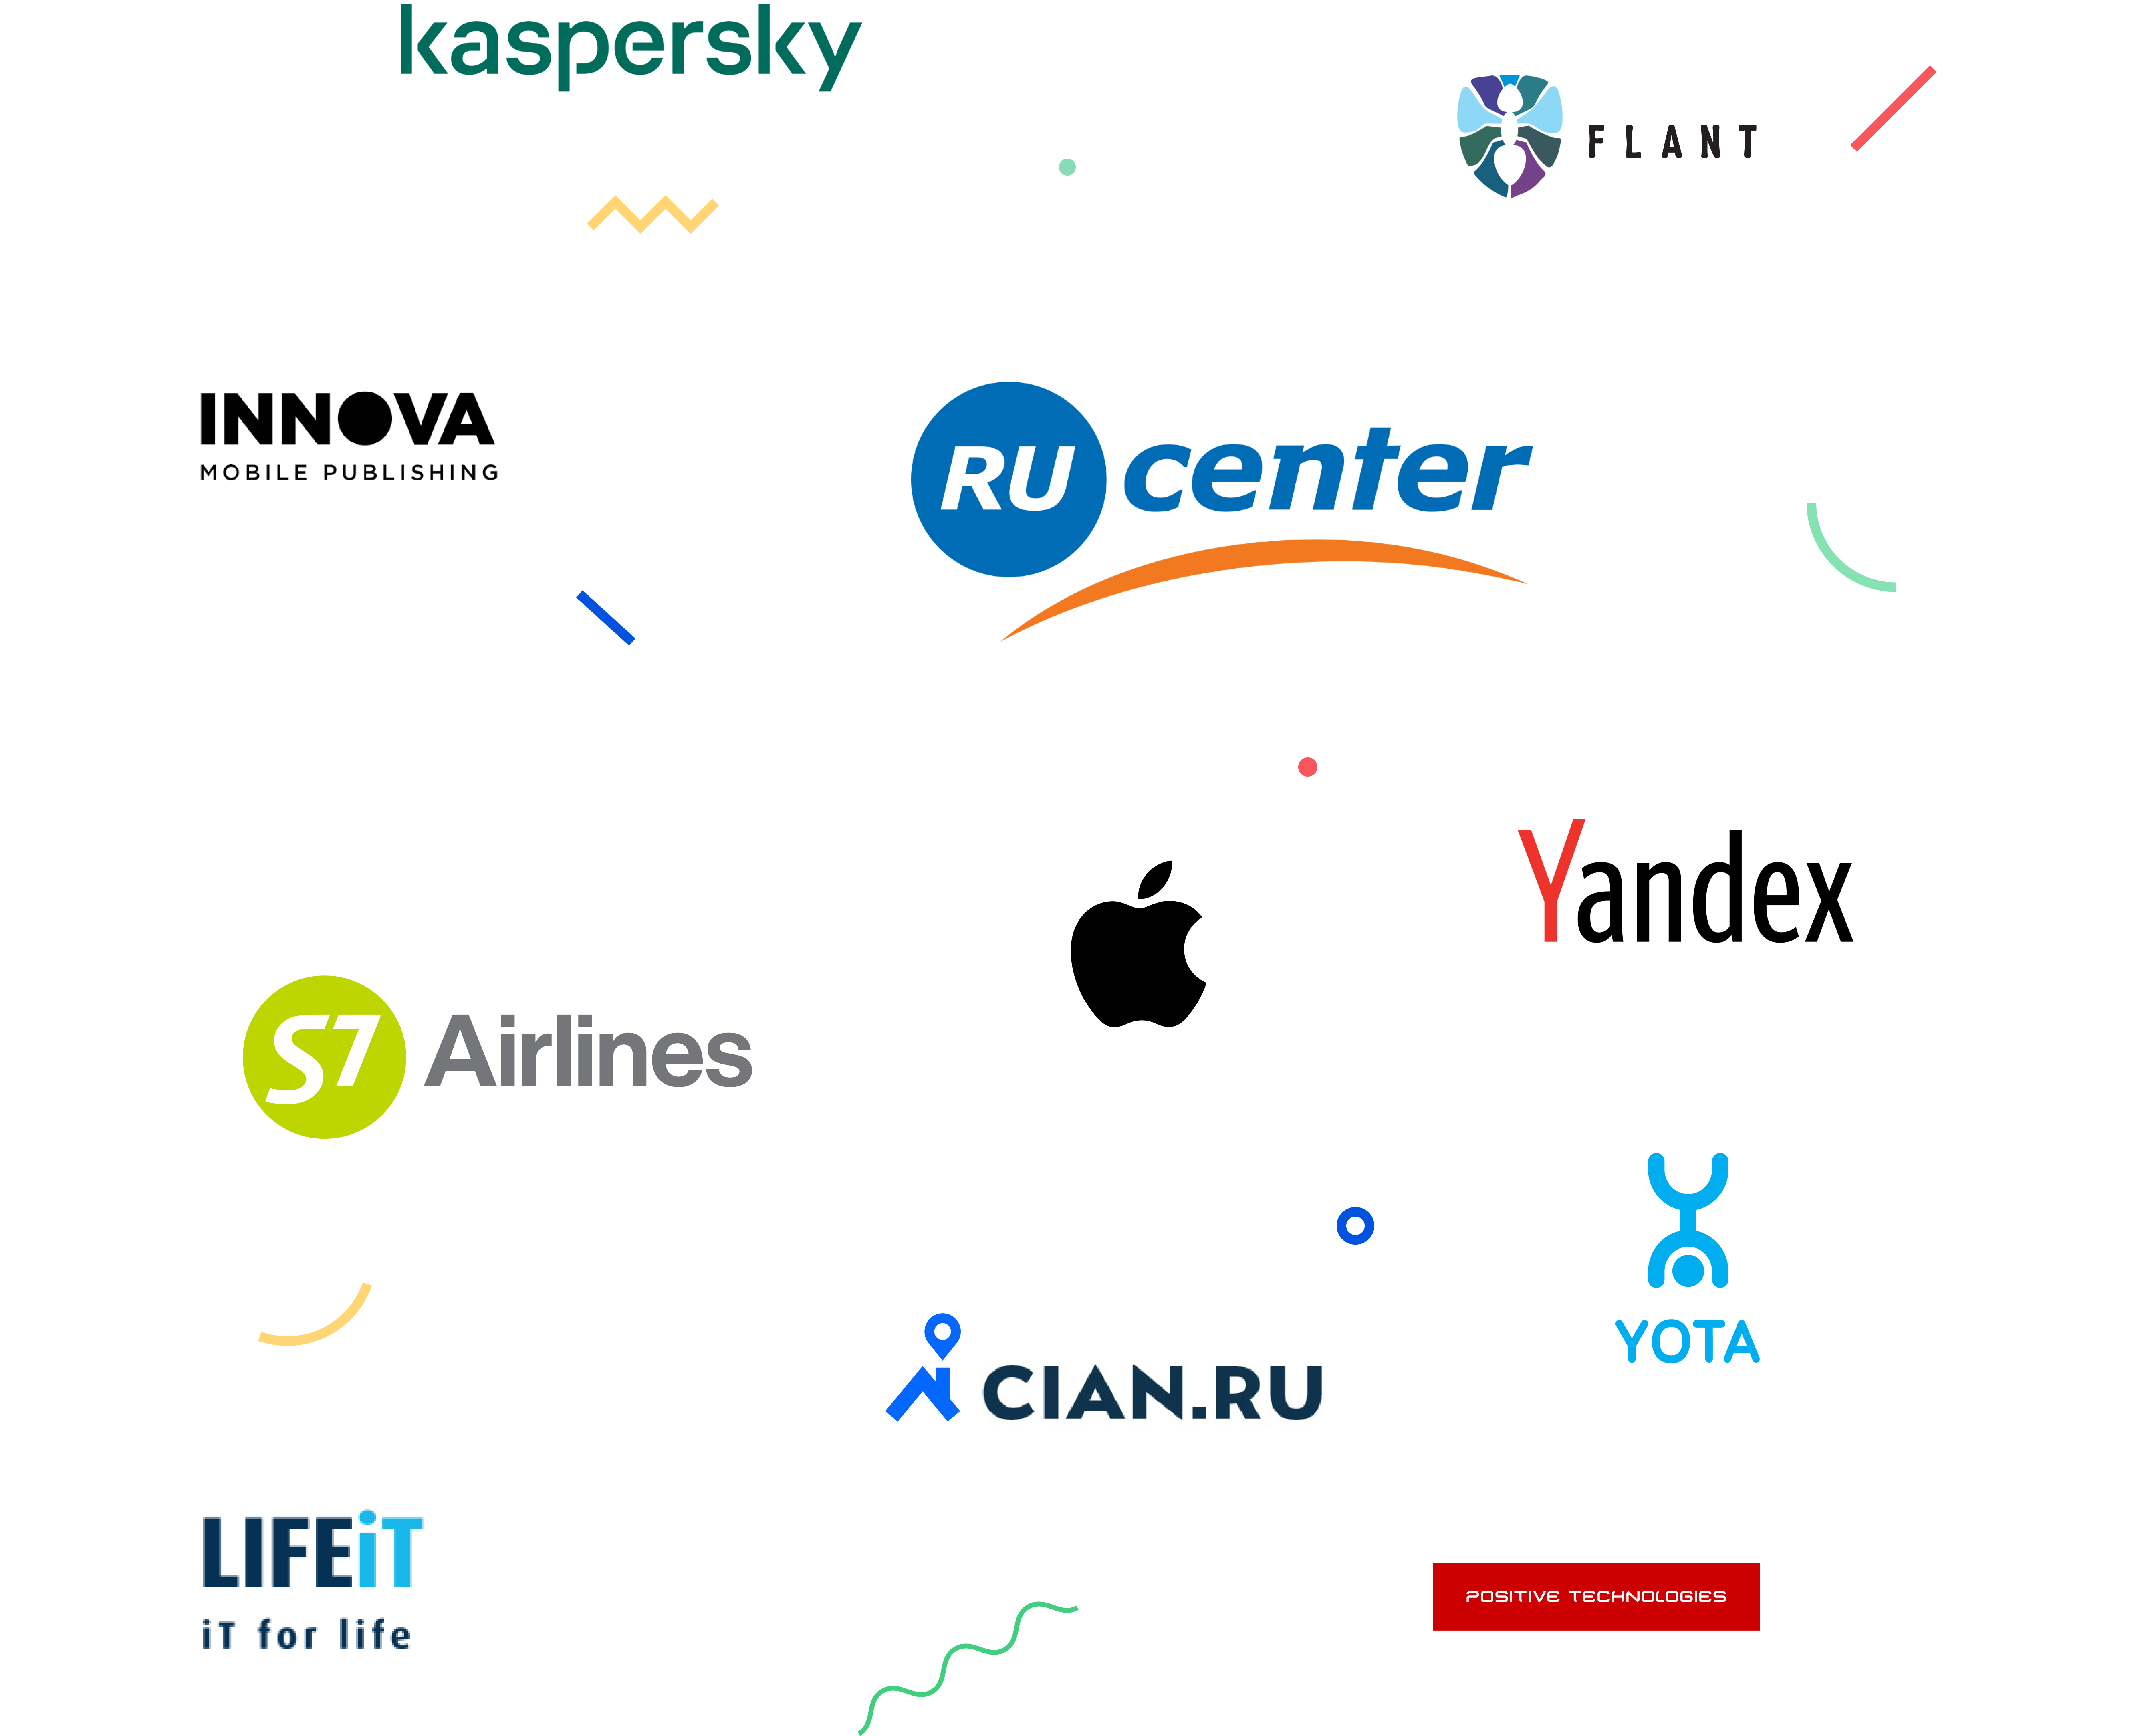 kaspersky
FLANT
INNOVA
MOBILE PUBLISHING
RU center
Yandex
S7 Airlines
YOTA
CIAN.RU
LIFEiT
iT for life
POSITIVE TECHNOLOGIES